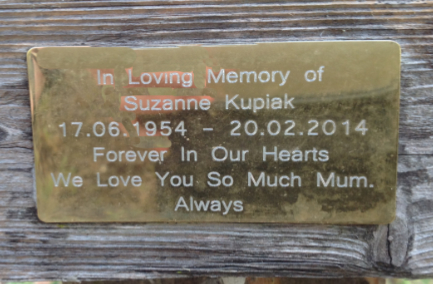 In Loving Memory of
Suzanne Kupiak
17.06.1954 - 20.02.2014
Forever In Our Hearts
We Love You So Much Mum.
Always